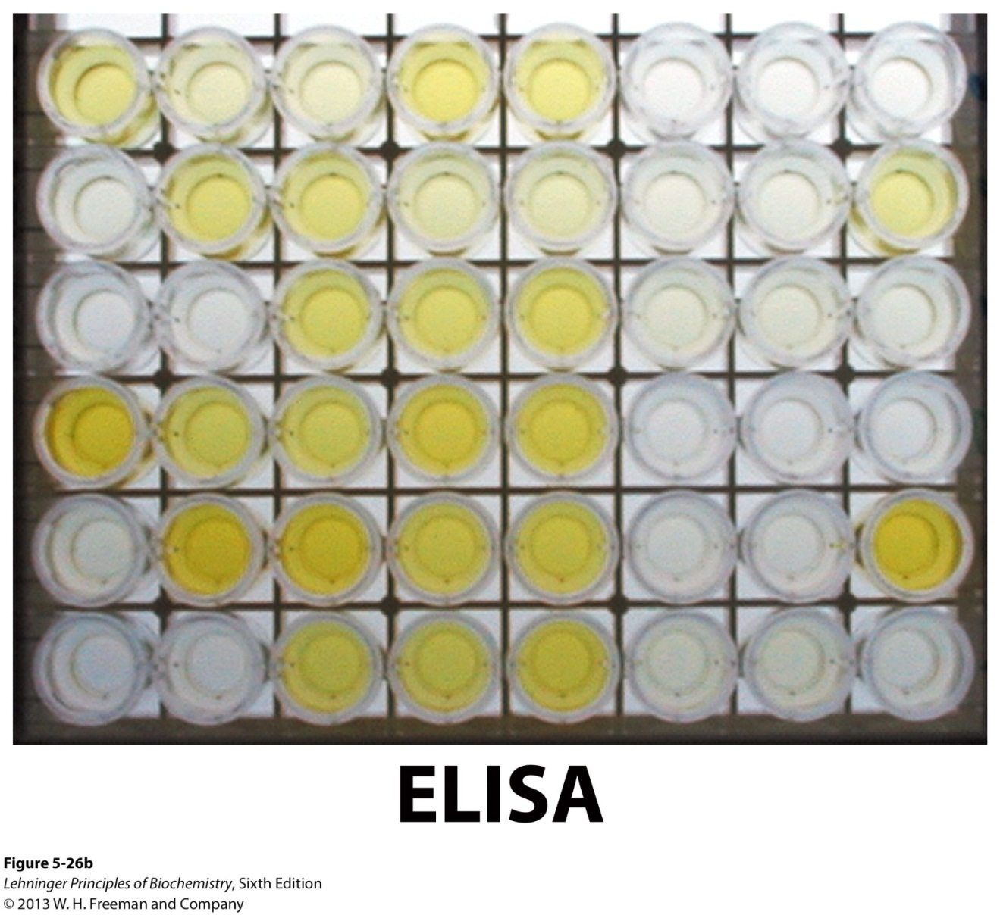 ELISA
Figure 5-26b
Lehninger Principles of Biochemistry, Sixth Edition
© 2013 W. H. Freeman and Company